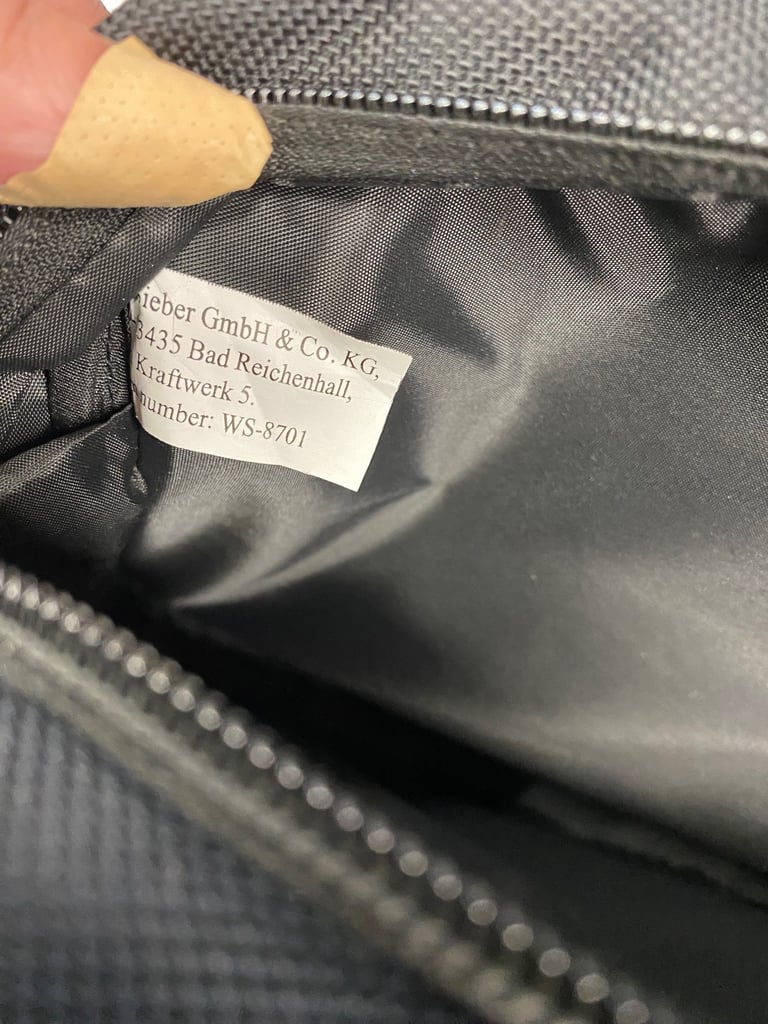 ieber GmbH & Co. KG,
3435 Bad Reichenhall,
Kraftwerk 5.
number: WS-8701